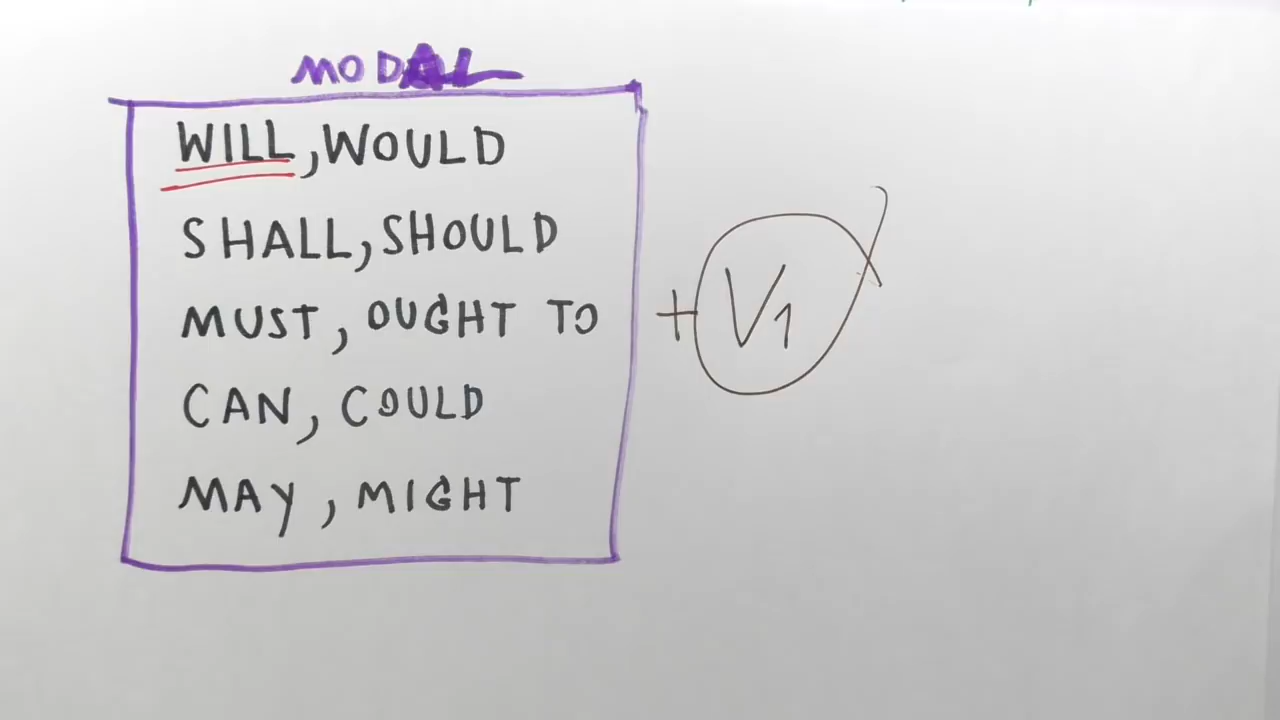 MODAL
WILL, WOULD
SHALL, SHOULD
MUST, OUGHT TO
CAN, COULD
MAY, MIGHT
+ V1